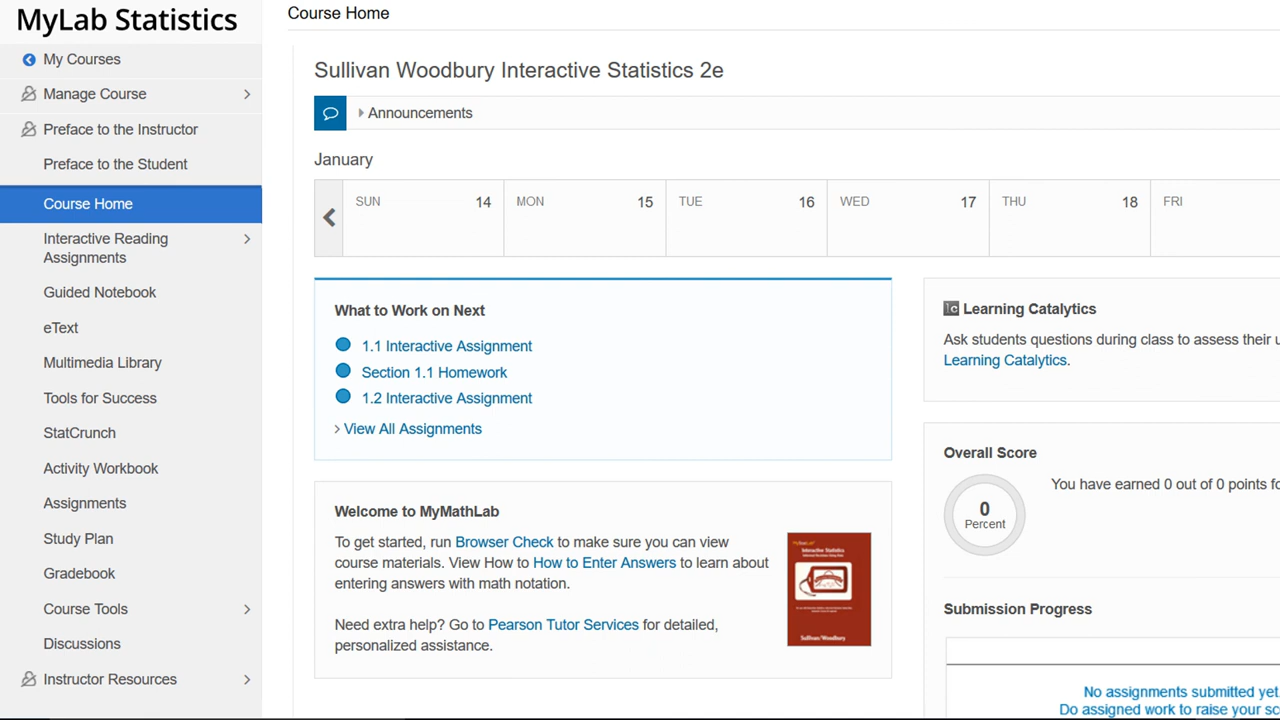 MyLab Statistics
My Courses
Manage Course
Preface to the Instructor
Preface to the Student
Course Home
Interactive Reading
Assignments
Guided Notebook
eText
Multimedia Library
Tools for Success
StatCrunch
Activity Workbook
Assignments
Study Plan
Gradebook
Course Tools
Discussions
Instructor Resources
Course Home
Sullivan Woodbury Interactive Statistics 2e
Announcements
January
SUN 14 MON 15 TUE 16 WED 17 THU 18 FRI
What to Work on Next
1.1 Interactive Assignment
Section 1.1 Homework
1.2 Interactive Assignment
View All Assignments
Welcome to MyMathLab
To get started, run Browser Check to make sure you can view
course materials. View How to How to Enter Answers to learn about
entering answers with math notation.
Need extra help? Go to Pearson Tutor Services for detailed,
personalized assistance.
Interactive Statistics
Sullivan/Woodbury
lc Learning Catalytics
Ask students questions during class to assess their u
Learning Catalytics.
Overall Score
0
Percent
You have earned 0 out of 0 points fo
Submission Progress
No assignments submitted yet.
Do assigned work to raise your sc